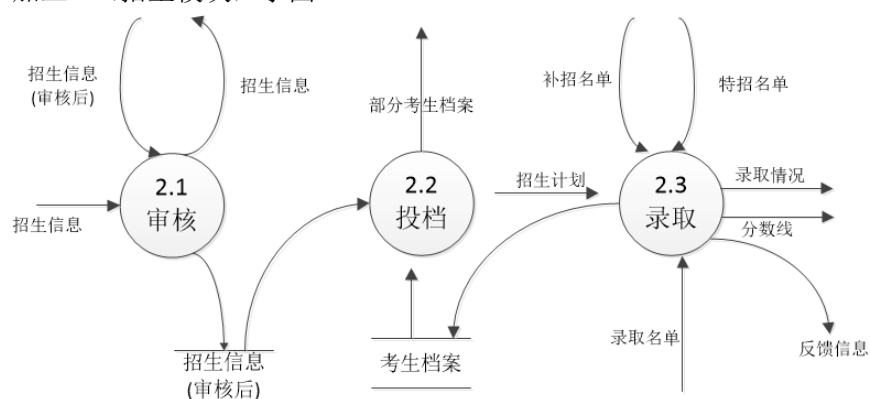 招生信息
(审核后)
招生信息
2.1
审核
招生信息
招生信息
(审核后)
部分考生档案
2.2
投档
考生档案
补招名单
特招名单
招生计划
2.3
录取
录取情况
分数线
录取名单
反馈信息